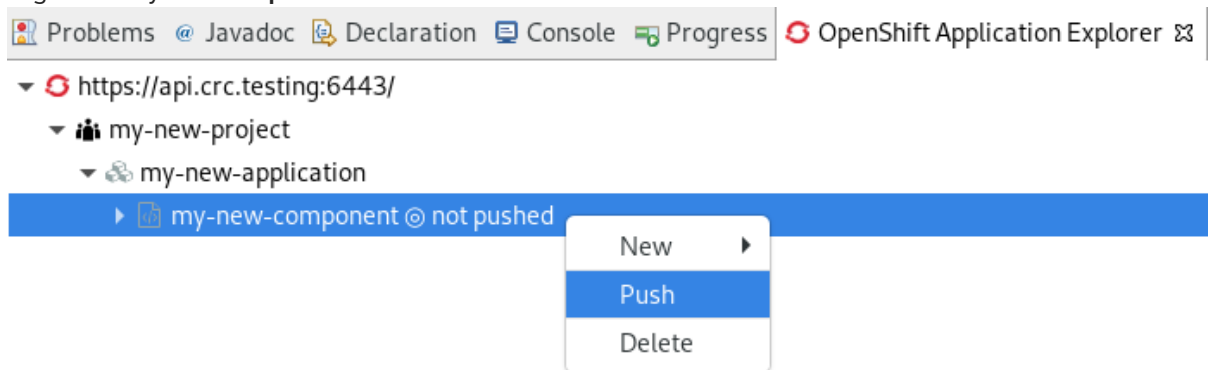 Problems @ Javadoc Declaration Console Progress OpenShift Application Explorer
https://api.crc.testing:6443/
my-new-project
my-new-application
my-new-component ◎ not pushed
New
Push
Delete